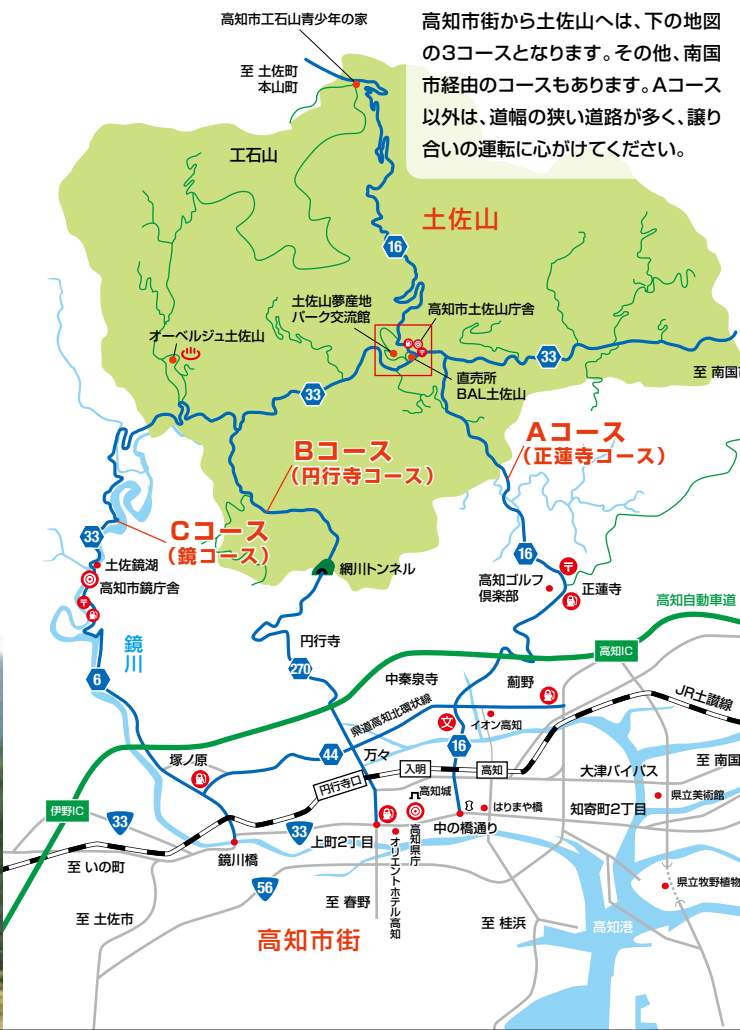 高知市工石山青少年の家
高知市街から土佐山へは、下の地図
の3コースとなります。その他、南国
市経由のコースもあります。Aコース
以外は、道幅の狭い道路が多く、譲り
合いの運転に心がけてください。
至 土佐町
本山町
工石山
土佐山
16
土佐山夢産地
パーク交流館
高知市土佐山庁舎
オーベルジュ土佐山
33
直売所
BAL土佐山
至 南国市
33
Aコース
(正蓮寺コース)
Bコース
(円行寺コース)
Cコース
(鏡コース)
33
16
土佐鏡湖
高知市鏡庁舎
網川トンネル
高知ゴルフ
倶楽部
正蓮寺
高知自動車道
鏡川
円行寺
高知IC
6
270
中秦泉寺
薊野
JR土讃線
県道高知北環状線
文
イオン高知
44
万々
16
塚ノ原
円行寺口
入明
高知
大津バイパス
至 南国
伊野IC
33
33
高知城
はりまや橋
知寄町2丁目
県立美術館
上町2丁目
高知県庁
中の橋通り
鏡川橋
オリエントホテル高知
至 いの町
56
至 春野
県立牧野植物
至 土佐市
至 桂浜
高知港
高知市街